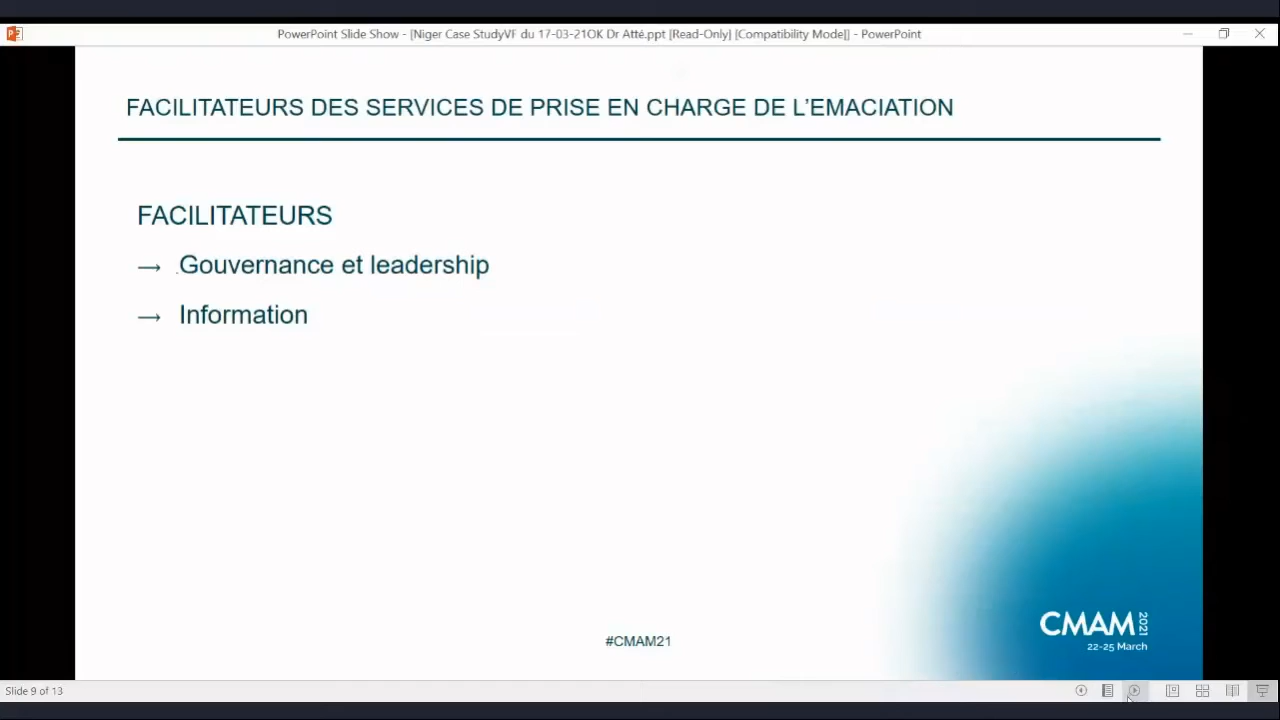 PowerPoint Slide Show - [Niger Case StudyVF du 17-03-21OK Dr Atté.ppt [Read-Only] [Compatibility Mode]] - PowerPoint
FACILITATEURS DES SERVICES DE PRISE EN CHARGE DE L’EMACIATION
FACILITATEURS
→ Gouvernance et leadership
→ Information
CMAM 2021
22-25 March
#CMAM21
Slide 9 of 13